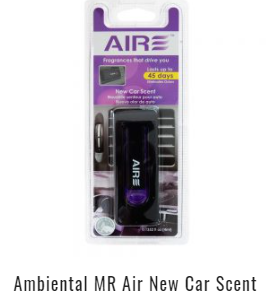 AIRE
Fragrances that drive you
Lasts up to
45 days
New Car Scent
AIRE
Ambiental MR Air New Car Scent